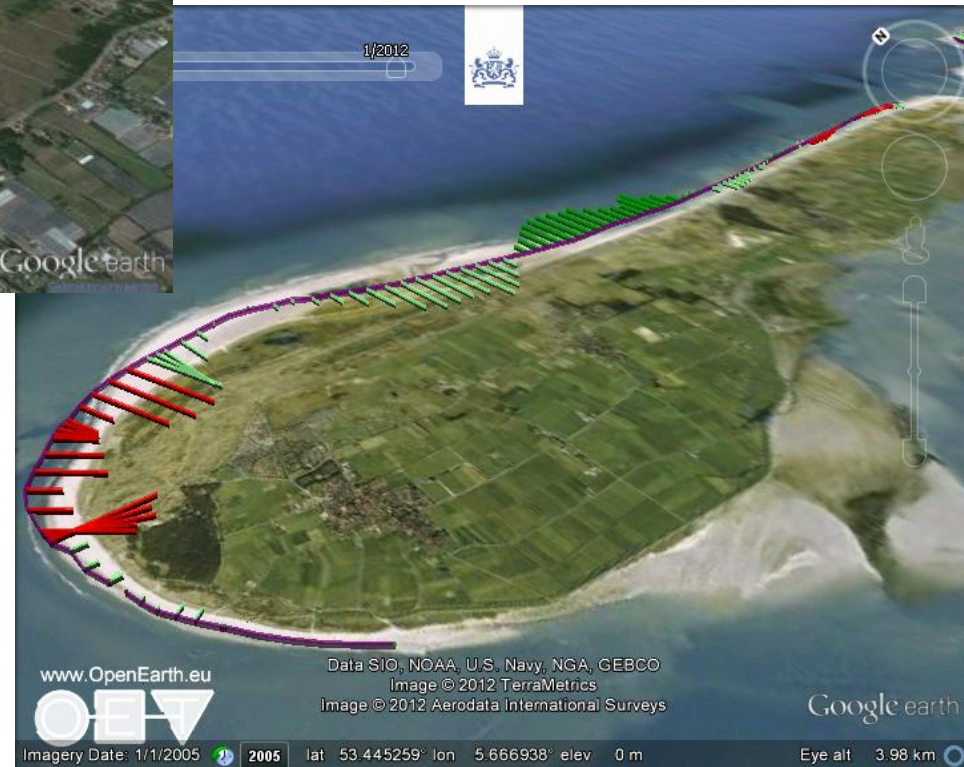 1/2012
N
Google earth
www.OpenEarth.eu
OET
Data SIO, NOAA, U.S. Navy, NGA, GEBCO
Image © 2012 TerraMetrics
Image © 2012 Aerodata International Surveys
Google earth
Imagery Date: 1/1/2005 2005 lat 53.445259° lon 5.666938° elev 0 m Eye alt 3.98 km